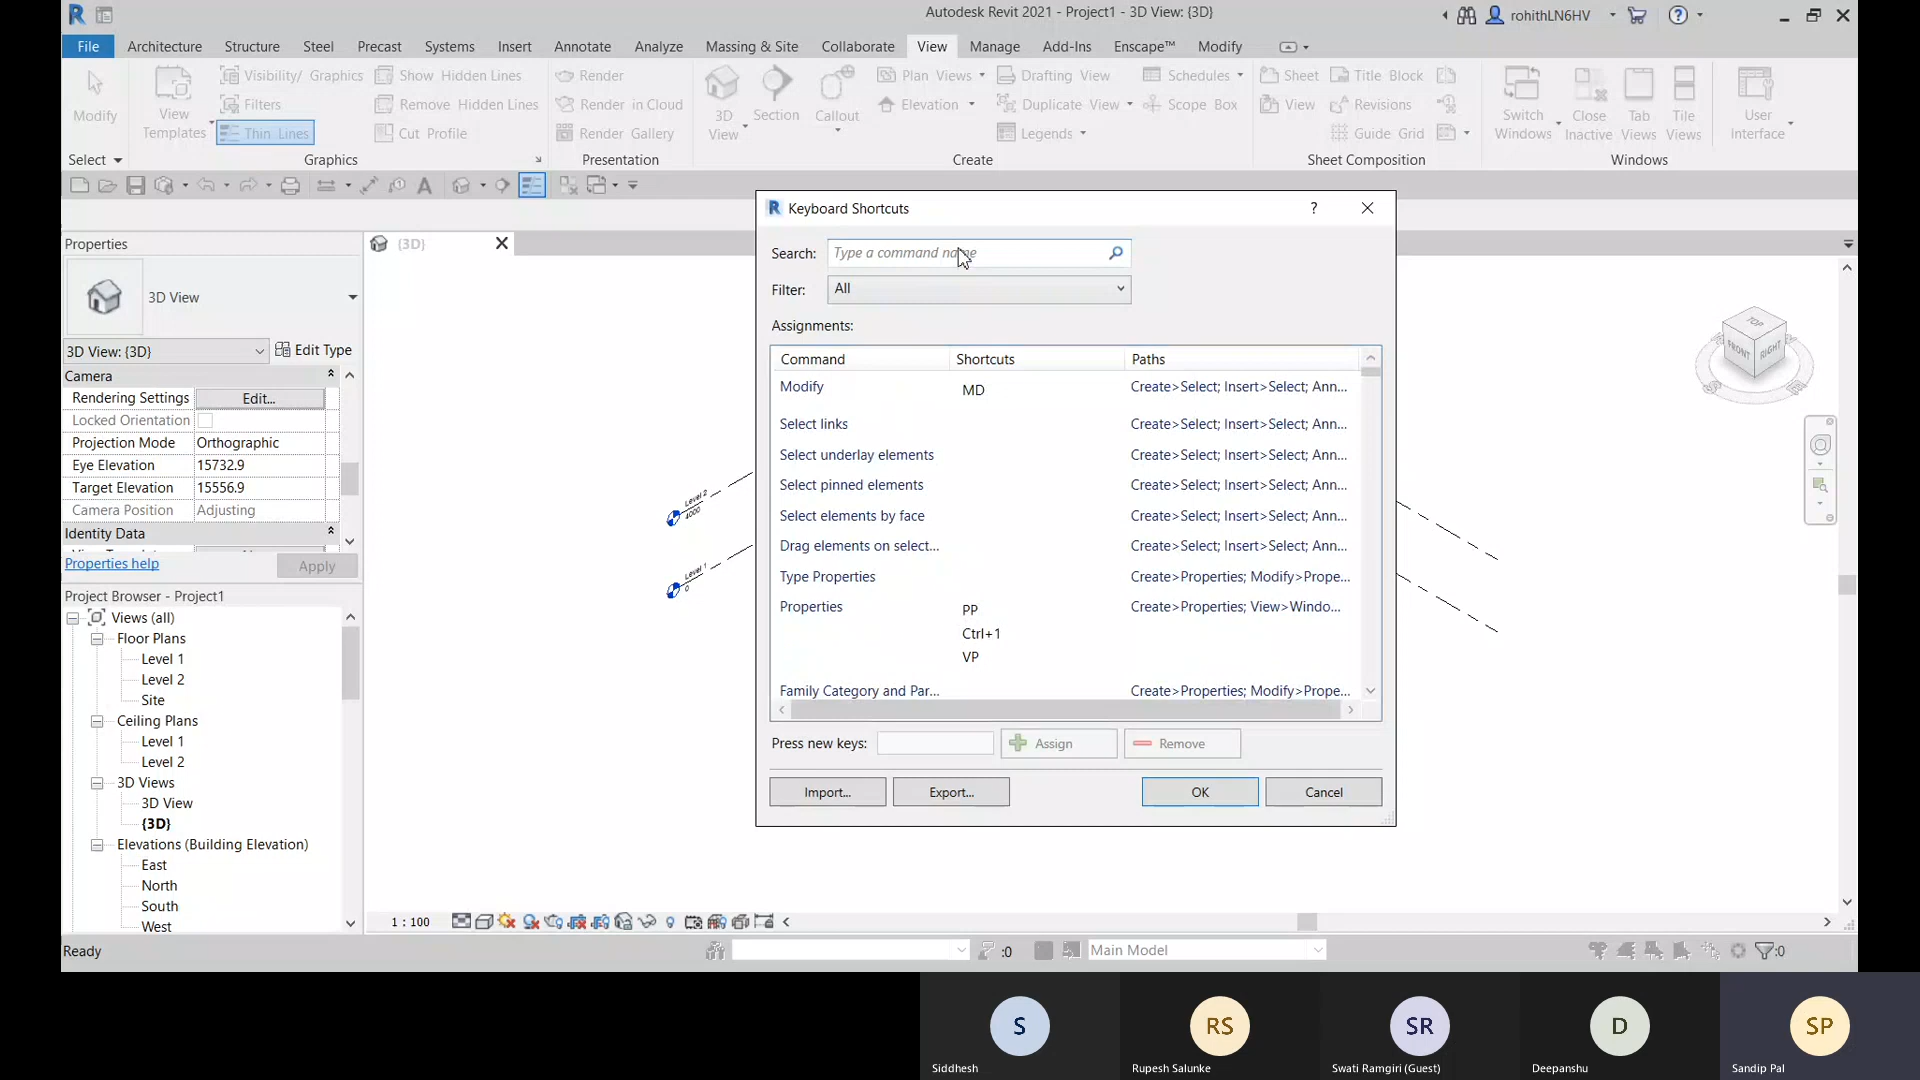 Autodesk Revit 2021 - Project1 - 3D View: {3D}
rohithLN6HV
File Architecture Structure Steel Precast Systems Insert Annotate Analyze Massing & Site Collaborate View Manage Add-Ins Enscape™ Modify
Modify
View Templates
Visibility/ Graphics
Filters
Thin Lines
Show Hidden Lines
Remove Hidden Lines
Cut Profile
Render
Render in Cloud
Render Gallery
3D View
Section
Callout
Plan Views
Elevation
Drafting View
Duplicate View
Legends
Schedules
Scope Box
Sheet
View
Title Block
Revisions
Guide Grid
Switch Windows
Close Inactive
Tab Views
Tile Views
User Interface
Select Graphics Presentation Create Sheet Composition Windows
Properties
{3D}
3D View
3D View: {3D}
Edit Type
Camera
Rendering Settings Edit...
Locked Orientation
Projection Mode Orthographic
Eye Elevation 15732.9
Target Elevation 15556.9
Camera Position Adjusting
Identity Data
Properties help
Apply
Project Browser - Project1
Views (all)
Floor Plans
Level 1
Level 2
Site
Ceiling Plans
Level 1
Level 2
3D Views
3D View
{3D}
Elevations (Building Elevation)
East
North
South
West
Level 2
4000
Level 1
0
Keyboard Shortcuts
?
Search: Type a command name
Filter: All
Assignments:
Command Shortcuts Paths
Modify MD Create>Select; Insert>Select; Ann...
Select links Create>Select; Insert>Select; Ann...
Select underlay elements Create>Select; Insert>Select; Ann...
Select pinned elements Create>Select; Insert>Select; Ann...
Select elements by face Create>Select; Insert>Select; Ann...
Drag elements on select... Create>Select; Insert>Select; Ann...
Type Properties Create>Properties; Modify>Prope...
Properties PP Create>Properties; View>Windo...
Ctrl+1
VP
Family Category and Par... Create>Properties; Modify>Prope...
Press new keys: Assign Remove
Import... Export... OK Cancel
TOP
FRONT
RIGHT
1 : 100
Ready
:0
Main Model
:0
S
Siddhesh
RS
Rupesh Salunke
SR
Swati Ramgiri (Guest)
D
Deepanshu
SP
Sandip Pal